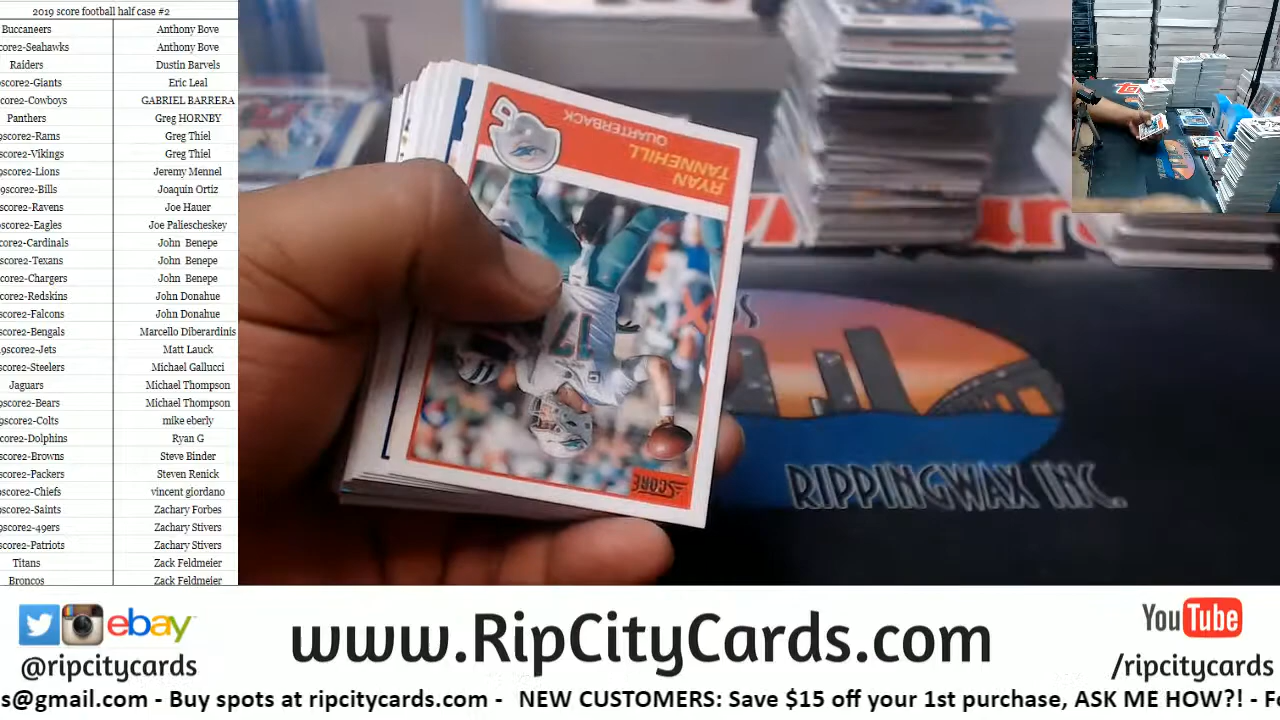 2019 score football half case #2
Buccaneers Anthony Bove
core2-Seahawks Anthony Bove
Raiders Dustin Barvels
score2-Giants Eric Leal
score2-Cowboys GABRIEL BARRERA
Panthers Greg HORNBY
9score2-Rams Greg Thiel
score2-Vikings Greg Thiel
9score2-Lions Jeremy Mennel
9score2-Bills Joaquin Ortiz
score2-Ravens Joe Hauer
score2-Eagles Joe Paliescheskey
core2-Cardinals John Benepe
score2-Texans John Benepe
core2-Chargers John Benepe
core2-Redskins John Donahue
score2-Falcons John Donahue
core2-Bengals Marcello Diberardinis
9score2-Jets Matt Lauck
score2-Steelers Michael Gallucci
Jaguars Michael Thompson
9score2-Bears Michael Thompson
9score2-Colts mike eberly
core2-Dolphins Ryan G
score2-Browns Steve Binder
score2-Packers Steven Renick
score2-Chiefs vincent giordano
score2-Saints Zachary Forbes
score2-49ers Zachary Stivers
score2-Patriots Zachary Stivers
Titans Zack Feldmeier
Broncos Zack Feldmeier
QUARTERBACK
RYAN
TANNEHILL
17
SCORE
RIPPINGWAX INC.
ebay
@ripcitycards
www.RipCityCards.com
YouTube
/ripcitycards
s@gmail.com - Buy spots at ripcitycards.com - NEW CUSTOMERS: Save $15 off your 1st purchase, ASK ME HOW?! - Fo